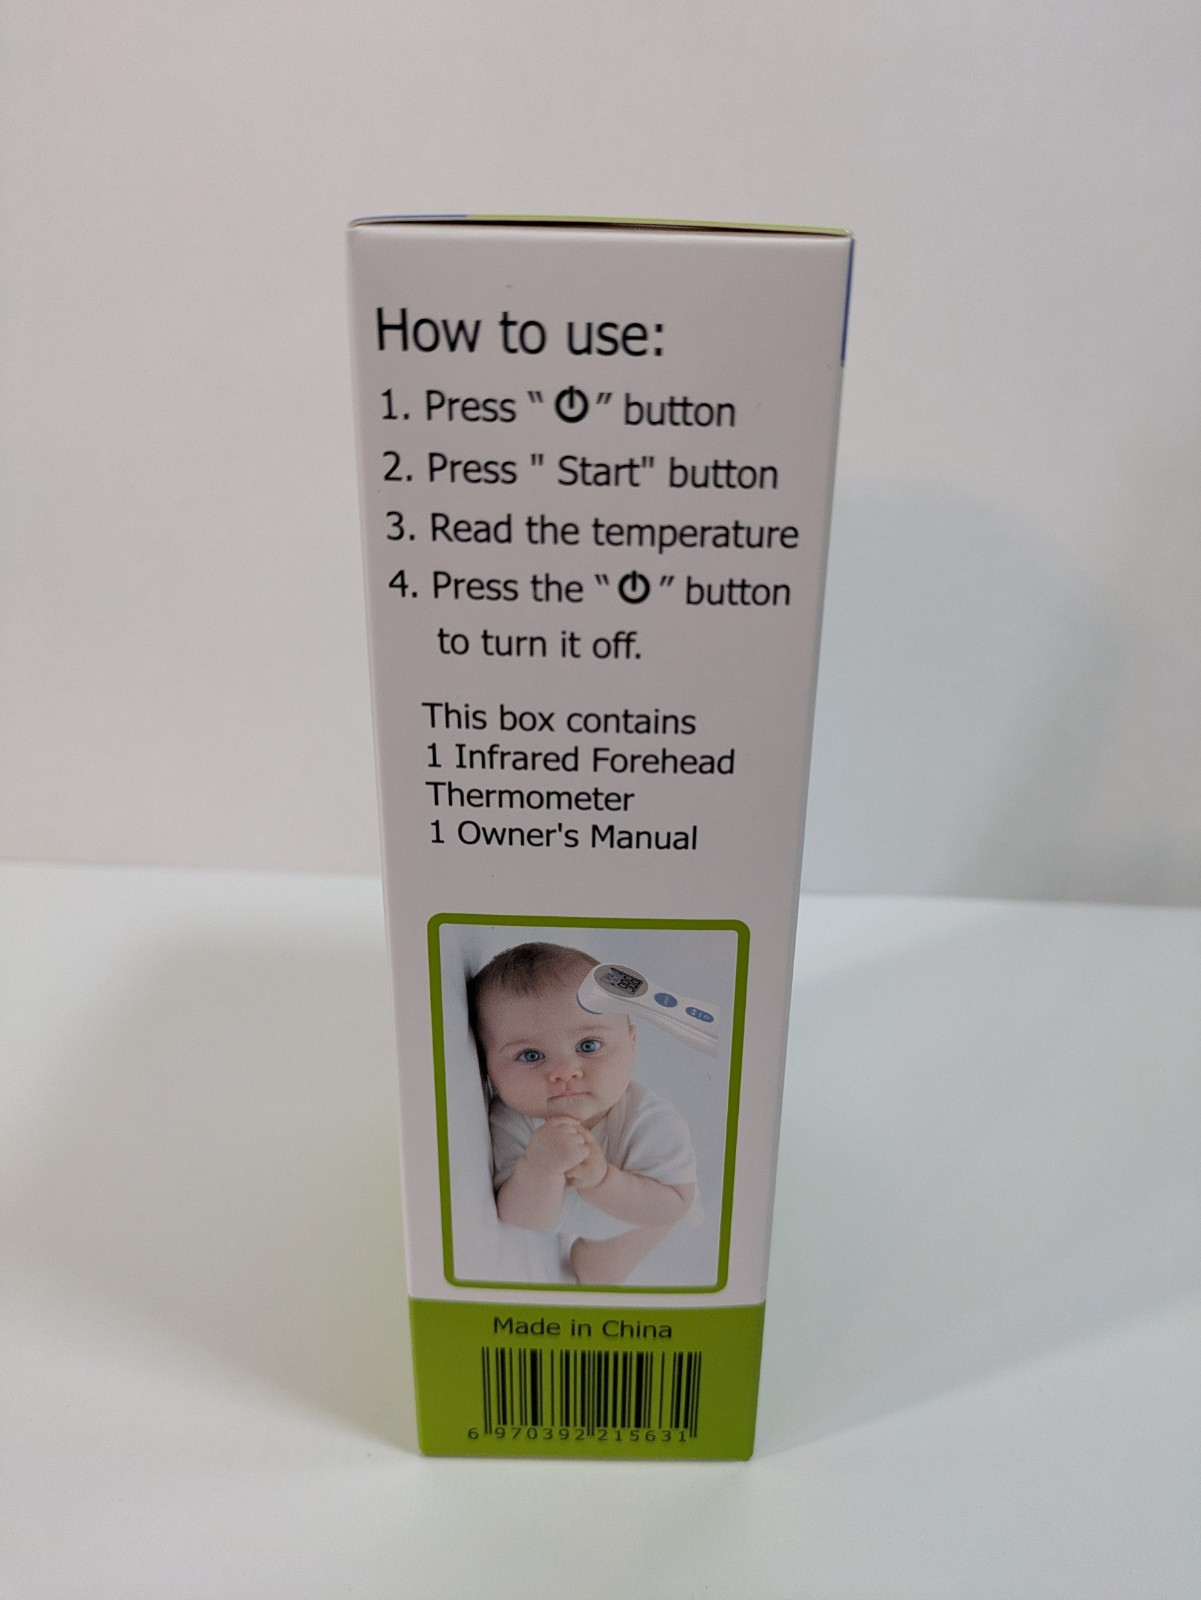 How to use:
1. Press “ ⏻ ” button
2. Press " Start" button
3. Read the temperature
4. Press the “ ⏻ ” button
to turn it off.
This box contains
1 Infrared Forehead
Thermometer
1 Owner's Manual
Made in China
6 970392 215631